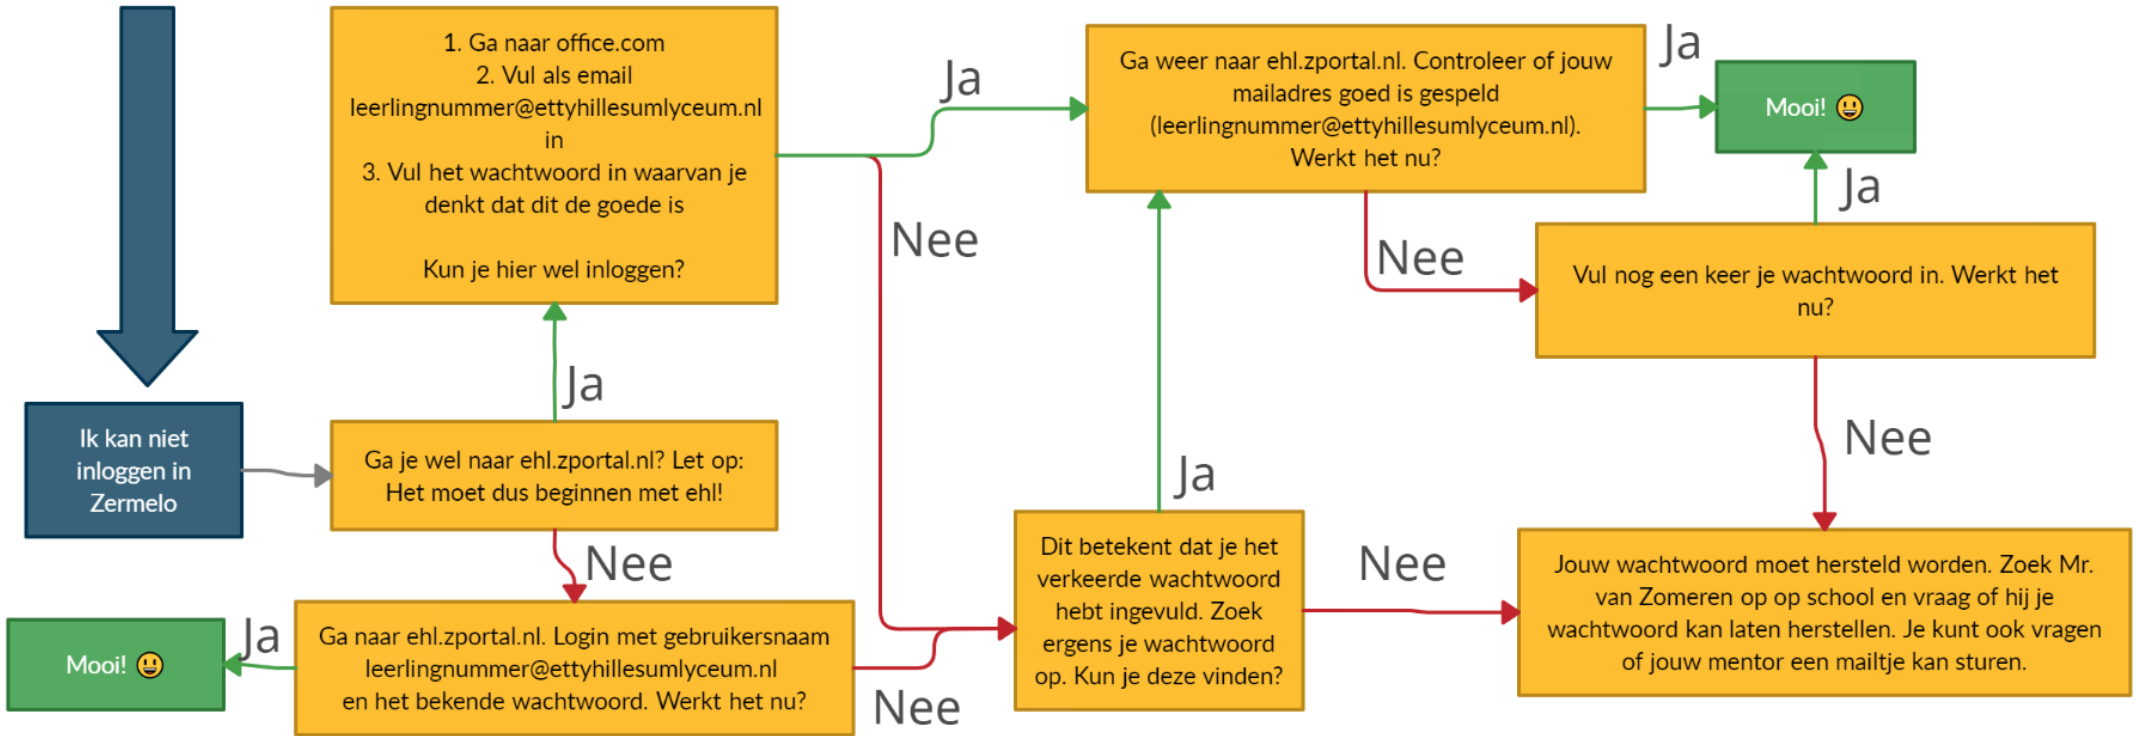 1. Ga naar office.com
2. Vul als email
leerlingnummer@ettyhillesumlyceum.nl
in
3. Vul het wachtwoord in waarvan je
denkt dat dit de goede is
Kun je hier wel inloggen?
Ja
Nee
Ga weer naar ehl.zportal.nl. Controleer of jouw
mailadres goed is gespeld
(leerlingnummer@ettyhillesumlyceum.nl).
Werkt het nu?
Ja
Mooi! 😃
Ja
Nee
Vul nog een keer je wachtwoord in. Werkt het
nu?
Nee
Ik kan niet
inloggen in
Zermelo
Ja
Ga je wel naar ehl.zportal.nl? Let op:
Het moet dus beginnen met ehl!
Nee
Mooi! 😃
Ja
Ga naar ehl.zportal.nl. Login met gebruikersnaam
leerlingnummer@ettyhillesumlyceum.nl
en het bekende wachtwoord. Werkt het nu?
Nee
Ja
Dit betekent dat je het
verkeerde wachtwoord
hebt ingevuld. Zoek
ergens je wachtwoord
op. Kun je deze vinden?
Nee
Jouw wachtwoord moet hersteld worden. Zoek Mr.
van Zomeren op op school en vraag of hij je
wachtwoord kan laten herstellen. Je kunt ook vragen
of jouw mentor een mailtje kan sturen.